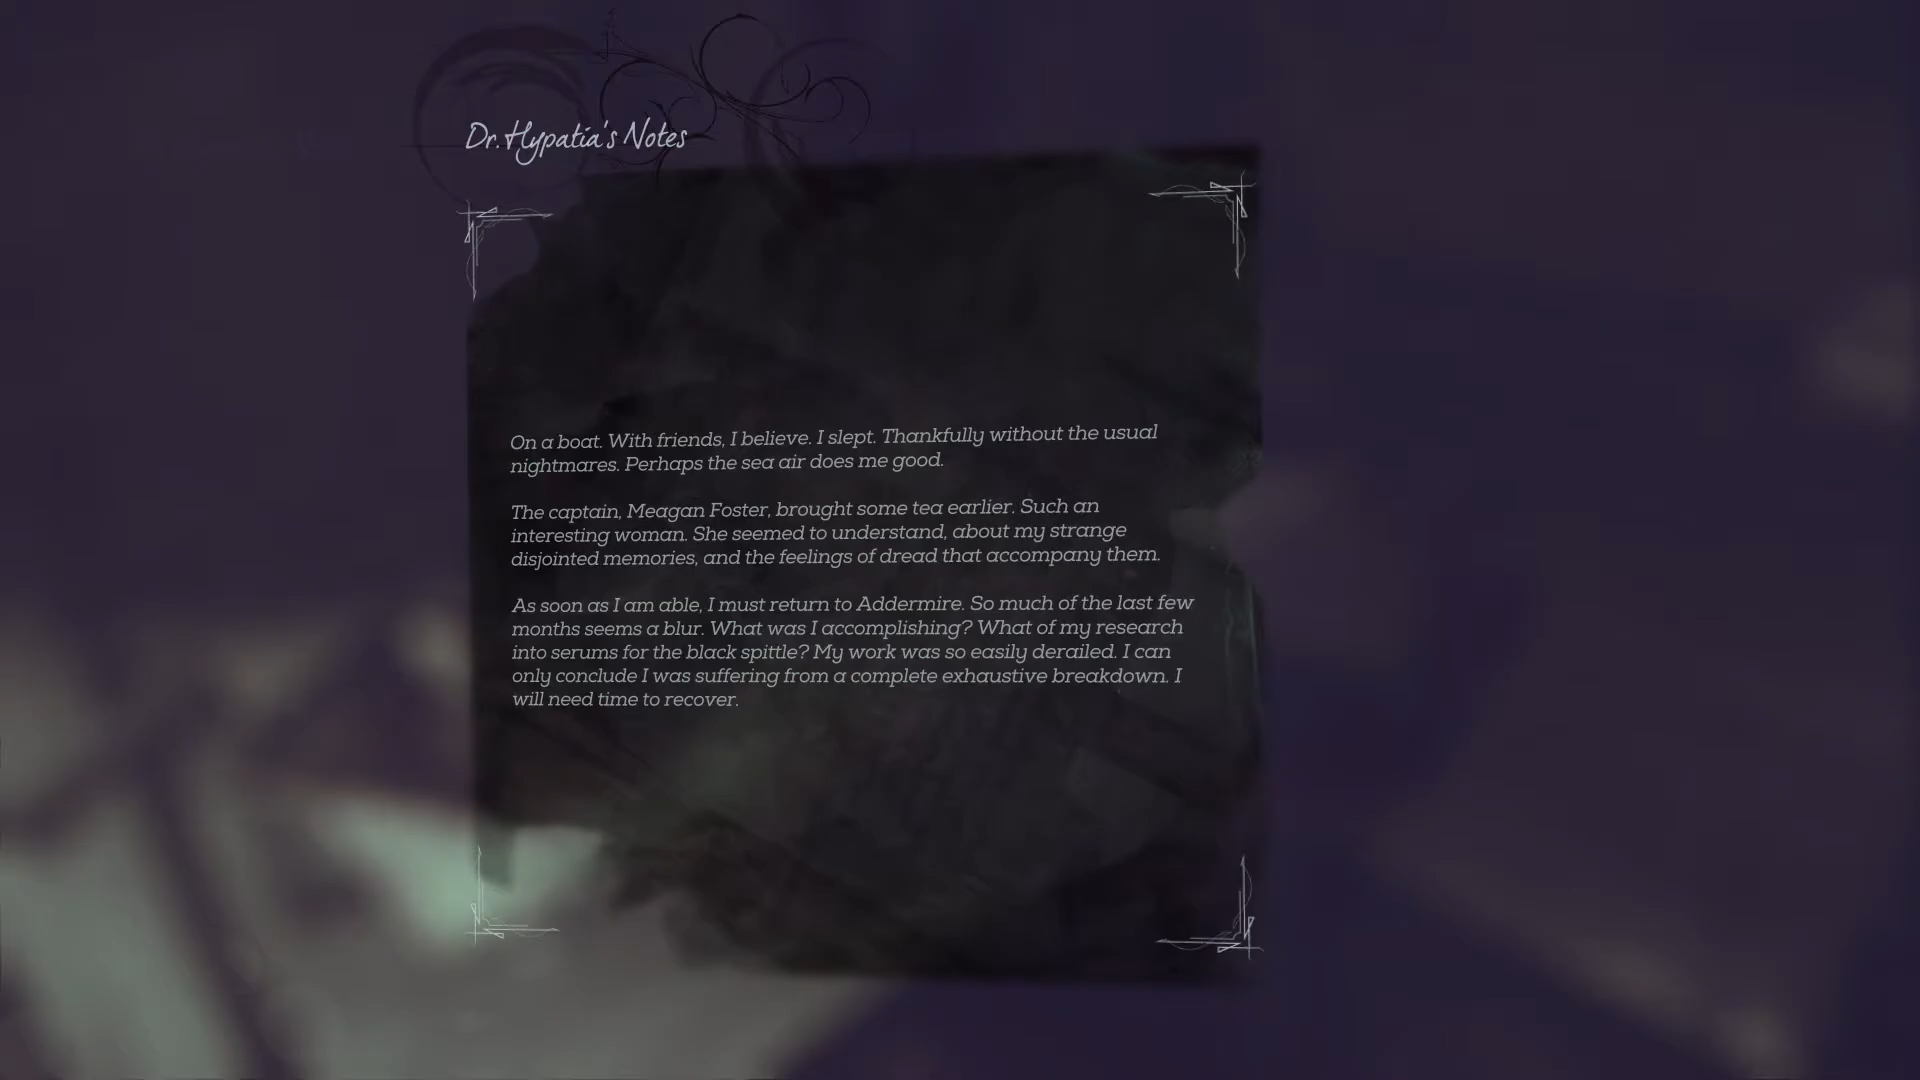 Dr. Hypatia's Notes
On a boat. With friends, I believe. I slept. Thankfully without the usual
nightmares. Perhaps the sea air does me good.
The captain, Meagan Foster, brought some tea earlier. Such an
interesting woman. She seemed to understand, about my strange
disjointed memories, and the feelings of dread that accompany them.
As soon as I am able, I must return to Addermire. So much of the last few
months seems a blur. What was I accomplishing? What of my research
into serums for the black spittle? My work was so easily derailed. I can
only conclude I was suffering from a complete exhaustive breakdown. I
will need time to recover.